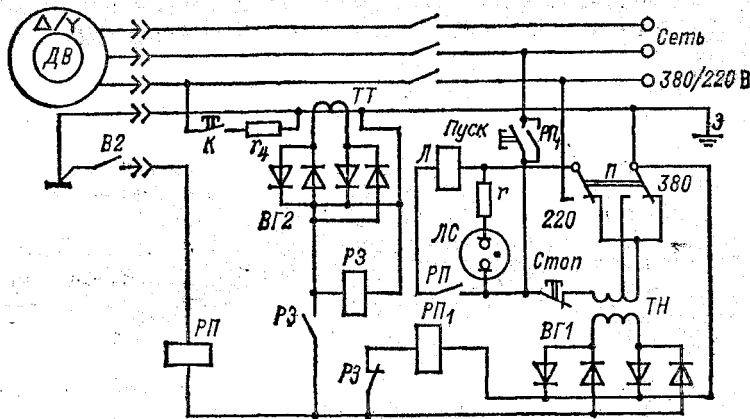 Δ/Y
ДВ
Сеть
380/220 В
ТТ
В2
К
r4
Пуск
РП1
Э
Л
П
380
220
r
ВГ2
ЛС
РЗ
РП
Стоп
РЗ
РП1
ТН
РП
ВГ1
РЗ